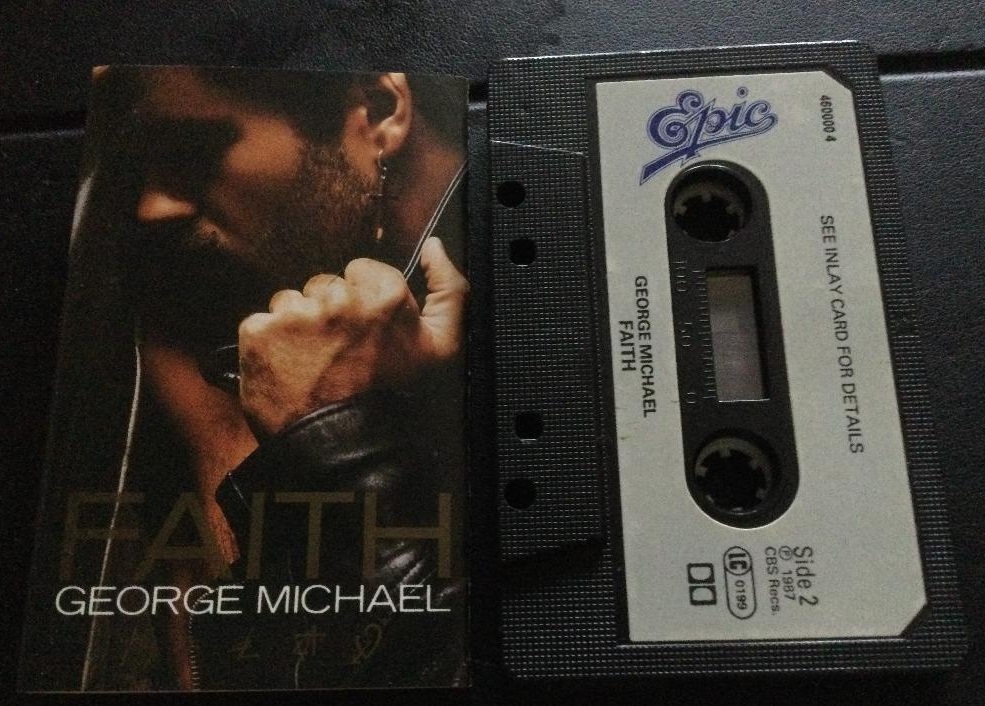 FAITH
GEORGE MICHAEL
Epic
460000 4
SEE INLAY CARD FOR DETAILS
GEORGE MICHAEL
FAITH
100
50
0
Side 2
℗ 1987
CBS Recs.
LC 0199